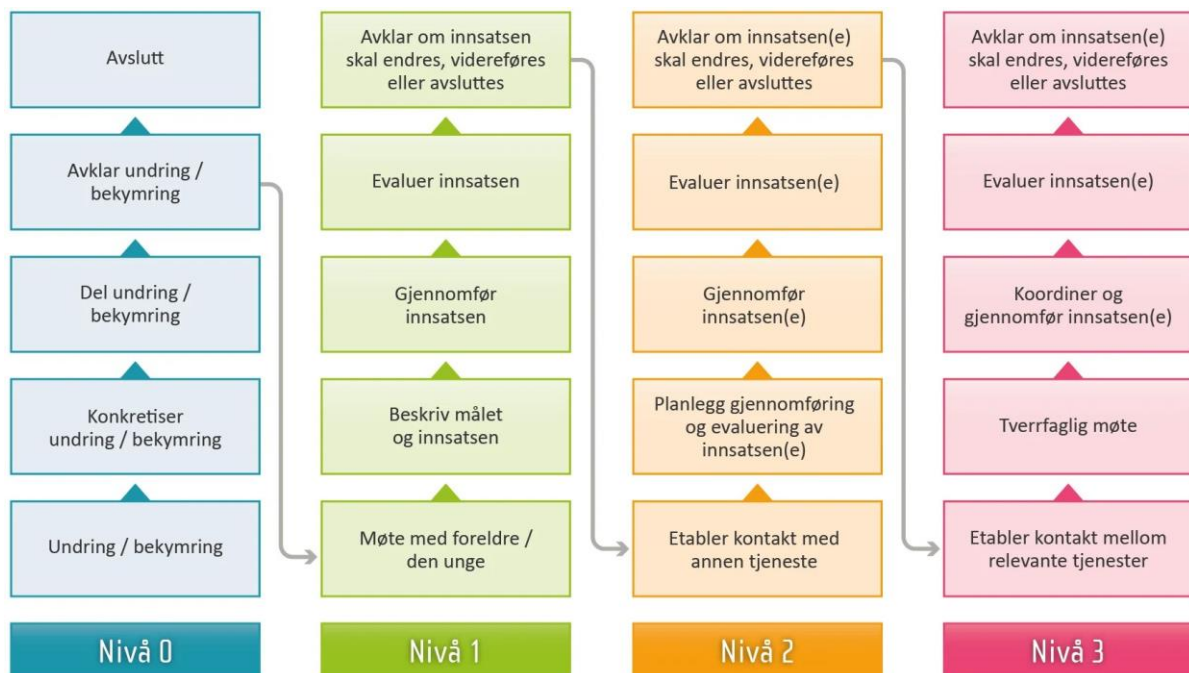 Avslutt
Avklar undring /
bekymring
Del undring /
bekymring
Konkretiser
undring / bekymring
Undring / bekymring
Nivå 0
Avklar om innsatsen
skal endres, videreføres
eller avsluttes
Evaluer innsatsen
Gjennomfør
innsatsen
Beskriv målet
og innsatsen
Møte med foreldre /
den unge
Nivå 1
Avklar om innsatsen(e)
skal endres, videreføres
eller avsluttes
Evaluer innsatsen(e)
Gjennomfør
innsatsen(e)
Planlegg gjennomføring
og evaluering av
innsatsen(e)
Etabler kontakt med
annen tjeneste
Nivå 2
Avklar om innsatsen(e)
skal endres, videreføres
eller avsluttes
Evaluer innsatsen(e)
Koordiner og
gjennomfør innsatsen(e)
Tverrfaglig møte
Etabler kontakt mellom
relevante tjenester
Nivå 3